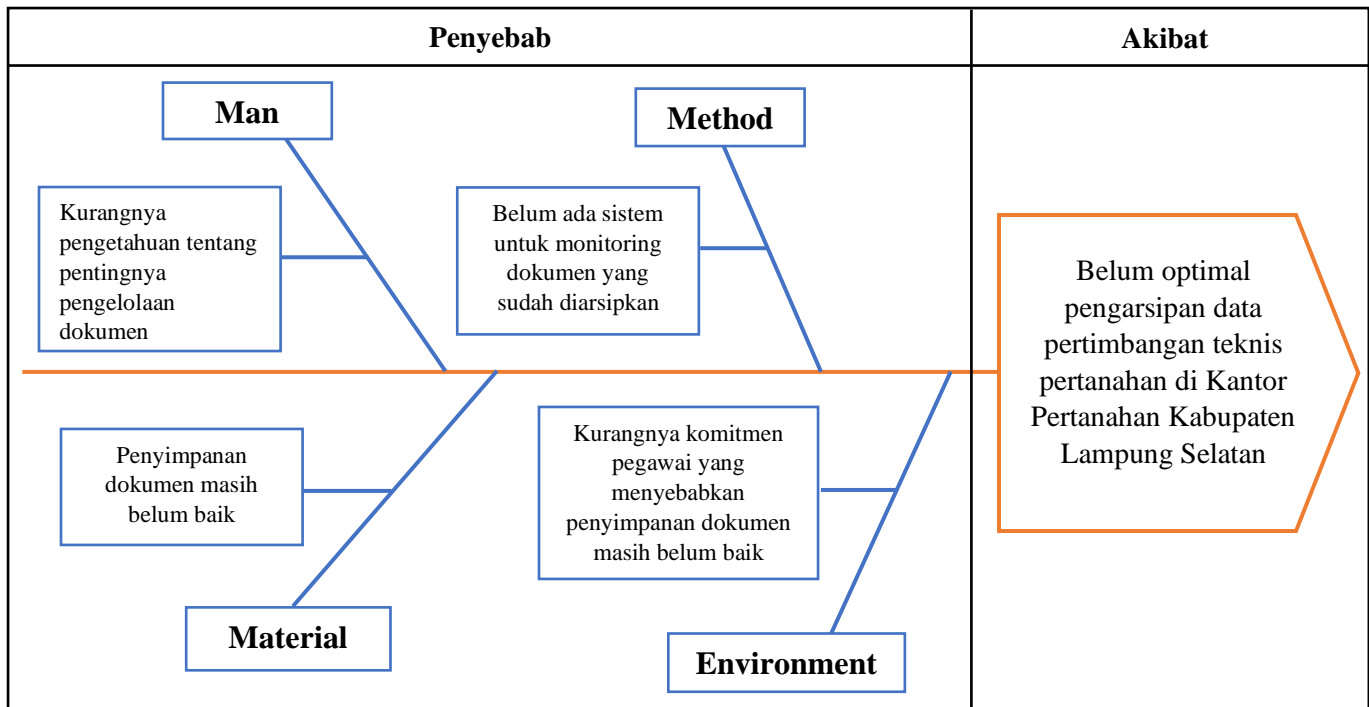 Penyebab
Akibat
Man
Method
Kurangnya
pengetahuan tentang
pentingnya
pengelolaan
dokumen
Belum ada sistem
untuk monitoring
dokumen yang
sudah diarsipkan
Belum optimal
pengarsipan data
pertimbangan teknis
pertanahan di Kantor
Pertanahan Kabupaten
Lampung Selatan
Penyimpanan
dokumen masih
belum baik
Kurangnya komitmen
pegawai yang
menyebabkan
penyimpanan dokumen
masih belum baik
Material
Environment